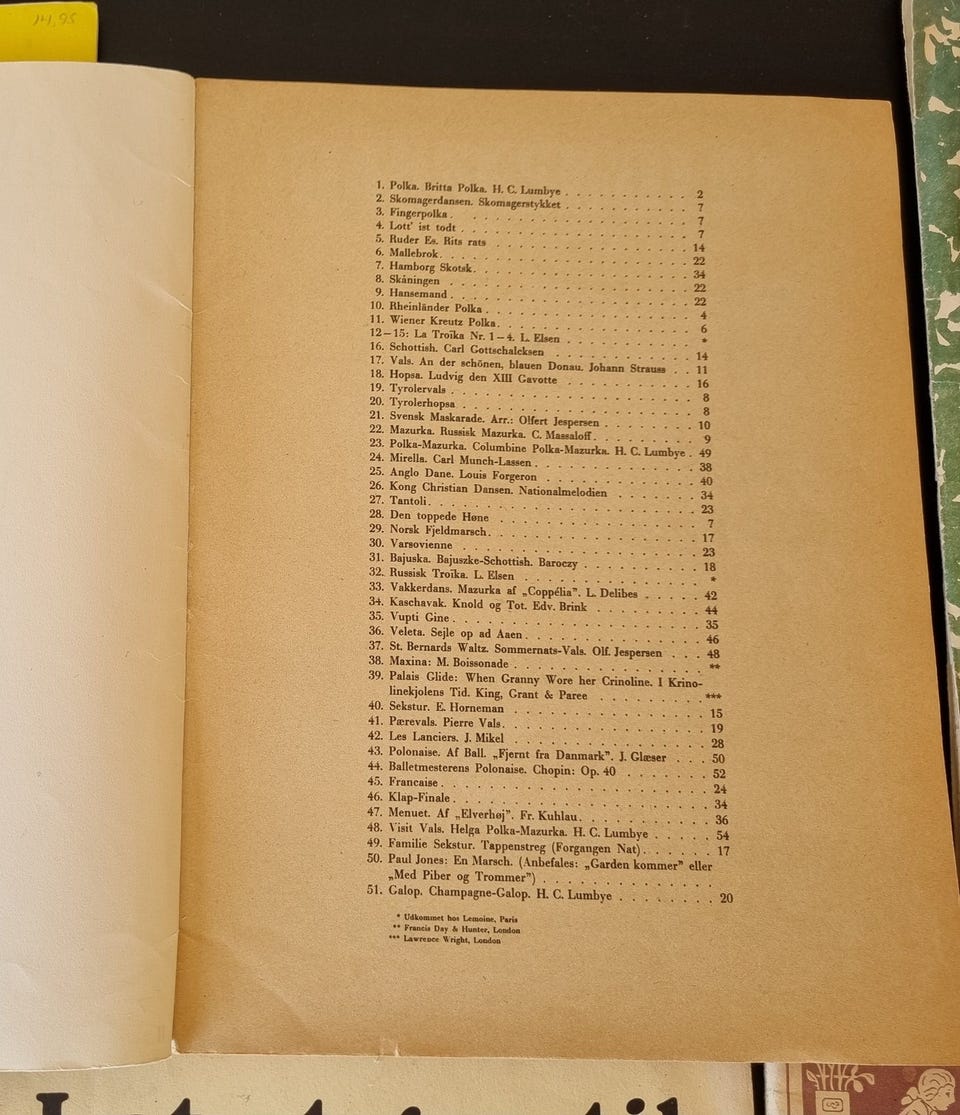 14,95
1. Polka. Britta Polka. H. C. Lumbye . . . . . . . . . . 2
2. Skomagerdansen. Skomagerstykket . . . . . . . . . . 7
3. Fingerpolka . . . . . . . . . . 7
4. Lott' ist todt . . . . . . . . . . 7
5. Ruder Es. Rits rats . . . . . . . . . . 14
6. Mallebrok . . . . . . . . . . 22
7. Hamborg Skotsk . . . . . . . . . . 34
8. Skåningen . . . . . . . . . . 22
9. Hansemand . . . . . . . . . . 22
10. Rheinländer Polka . . . . . . . . . . 4
11. Wiener Kreutz Polka . . . . . . . . . . 6
12—15: La Troïka Nr. 1—4. L. Elsen . . . . . . . . . . *
16. Schottish. Carl Gottschalcksen . . . . . . . . . . 14
17. Vals. An der schönen, blauen Donau. Johann Strauss . . 11
18. Hopsa. Ludvig den XIII Gavotte . . . . . . . . . . 16
19. Tyrolervals . . . . . . . . . . 8
20. Tyrolerhopsa . . . . . . . . . . 8
21. Svensk Maskarade. Arr.: Olfert Jespersen . . . . . . . . 10
22. Mazurka. Russisk Mazurka. C. Massaloff . . . . . . . . 9
23. Polka-Mazurka. Columbine Polka-Mazurka. H. C. Lumbye . 49
24. Mirella. Carl Munch-Lassen . . . . . . . . . . 38
25. Anglo Dane. Louis Forgeron . . . . . . . . . . 40
26. Kong Christian Dansen. Nationalmelodien . . . . . . . 34
27. Tantoli . . . . . . . . . . 23
28. Den toppede Høne . . . . . . . . . . 7
29. Norsk Fjeldmarsch . . . . . . . . . . 17
30. Varsovienne . . . . . . . . . . 23
31. Bajuska. Bajuszke-Schottish. Baroczy . . . . . . . . . 18
32. Russisk Troïka. L. Elsen . . . . . . . . . . *
33. Vakkerdans. Mazurka af „Coppélia”. L. Delibes . . . . . 42
34. Kaschavak. Knold og Tot. Edv. Brink . . . . . . . . . 44
35. Vupti Gine . . . . . . . . . . 35
36. Veleta. Sejle op ad Aaen . . . . . . . . . . 46
37. St. Bernards Waltz. Sommernats-Vals. Olf. Jespersen . . . 48
38. Maxina: M. Boissonade . . . . . . . . . . **
39. Palais Glide: When Granny Wore her Crinoline. I Krino-
linekjolens Tid. King, Grant & Paree . . . . . . . . ***
40. Sekstur. E. Horneman . . . . . . . . . . 15
41. Pærevals. Pierre Vals . . . . . . . . . . 19
42. Les Lanciers. J. Mikel . . . . . . . . . . 28
43. Polonaise. Af Ball. „Fjernt fra Danmark”. J. Glæser . . . 50
44. Balletmesterens Polonaise. Chopin: Op. 40 . . . . . . . 52
45. Francaise . . . . . . . . . . 24
46. Klap-Finale . . . . . . . . . . 34
47. Menuet. Af „Elverhøj”. Fr. Kuhlau . . . . . . . . . . 36
48. Visit Vals. Helga Polka-Mazurka. H. C. Lumbye . . . . . 54
49. Familie Sekstur. Tappenstreg (Forgangen Nat) . . . . . . 17
50. Paul Jones: En Marsch. (Anbefales: „Garden kommer” eller
„Med Piber og Trommer”) . . . . . . . . . .
51. Galop. Champagne-Galop. H. C. Lumbye . . . . . . . . 20
* Udkommet hos Lemoine, Paris
** Francis Day & Hunter, London
*** Lawrence Wright, London